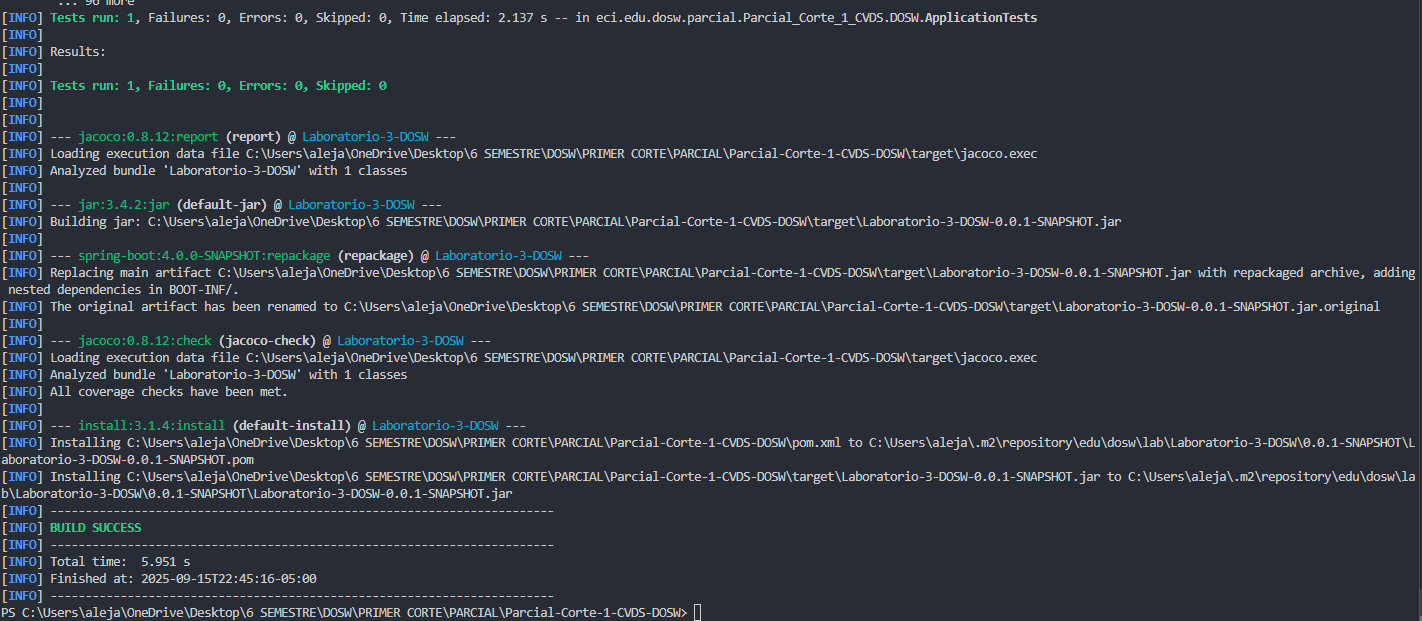 ... 96 more
[INFO] Tests run: 1, Failures: 0, Errors: 0, Skipped: 0, Time elapsed: 2.137 s -- in eci.edu.dosw.parcial.Parcial_Corte_1_CVDS.DOSW.ApplicationTests
[INFO]
[INFO] Results:
[INFO]
[INFO] Tests run: 1, Failures: 0, Errors: 0, Skipped: 0
[INFO]
[INFO]
[INFO] --- jacoco:0.8.12:report (report) @ Laboratorio-3-DOSW ---
[INFO] Loading execution data file C:\Users\aleja\OneDrive\Desktop\6 SEMESTRE\DOSW\PRIMER CORTE\PARCIAL\Parcial-Corte-1-CVDS-DOSW\target\jacoco.exec
[INFO] Analyzed bundle 'Laboratorio-3-DOSW' with 1 classes
[INFO]
[INFO] --- jar:3.4.2:jar (default-jar) @ Laboratorio-3-DOSW ---
[INFO] Building jar: C:\Users\aleja\OneDrive\Desktop\6 SEMESTRE\DOSW\PRIMER CORTE\PARCIAL\Parcial-Corte-1-CVDS-DOSW\target\Laboratorio-3-DOSW-0.0.1-SNAPSHOT.jar
[INFO]
[INFO] --- spring-boot:4.0.0-SNAPSHOT:repackage (repackage) @ Laboratorio-3-DOSW ---
[INFO] Replacing main artifact C:\Users\aleja\OneDrive\Desktop\6 SEMESTRE\DOSW\PRIMER CORTE\PARCIAL\Parcial-Corte-1-CVDS-DOSW\target\Laboratorio-3-DOSW-0.0.1-SNAPSHOT.jar with repackaged archive, adding
nested dependencies in BOOT-INF/.
[INFO] The original artifact has been renamed to C:\Users\aleja\OneDrive\Desktop\6 SEMESTRE\DOSW\PRIMER CORTE\PARCIAL\Parcial-Corte-1-CVDS-DOSW\target\Laboratorio-3-DOSW-0.0.1-SNAPSHOT.jar.original
[INFO]
[INFO] --- jacoco:0.8.12:check (jacoco-check) @ Laboratorio-3-DOSW ---
[INFO] Loading execution data file C:\Users\aleja\OneDrive\Desktop\6 SEMESTRE\DOSW\PRIMER CORTE\PARCIAL\Parcial-Corte-1-CVDS-DOSW\target\jacoco.exec
[INFO] Analyzed bundle 'Laboratorio-3-DOSW' with 1 classes
[INFO] All coverage checks have been met.
[INFO]
[INFO] --- install:3.1.4:install (default-install) @ Laboratorio-3-DOSW ---
[INFO] Installing C:\Users\aleja\OneDrive\Desktop\6 SEMESTRE\DOSW\PRIMER CORTE\PARCIAL\Parcial-Corte-1-CVDS-DOSW\pom.xml to C:\Users\aleja\.m2\repository\edu\dosw\lab\Laboratorio-3-DOSW\0.0.1-SNAPSHOT\L
aboratorio-3-DOSW-0.0.1-SNAPSHOT.pom
[INFO] Installing C:\Users\aleja\OneDrive\Desktop\6 SEMESTRE\DOSW\PRIMER CORTE\PARCIAL\Parcial-Corte-1-CVDS-DOSW\target\Laboratorio-3-DOSW-0.0.1-SNAPSHOT.jar to C:\Users\aleja\.m2\repository\edu\dosw\la
b\Laboratorio-3-DOSW\0.0.1-SNAPSHOT\Laboratorio-3-DOSW-0.0.1-SNAPSHOT.jar
[INFO] ------------------------------------------------------------------------
[INFO] BUILD SUCCESS
[INFO] ------------------------------------------------------------------------
[INFO] Total time:  5.951 s
[INFO] Finished at: 2025-09-15T22:45:16-05:00
[INFO] ------------------------------------------------------------------------
PS C:\Users\aleja\OneDrive\Desktop\6 SEMESTRE\DOSW\PRIMER CORTE\PARCIAL\Parcial-Corte-1-CVDS-DOSW>